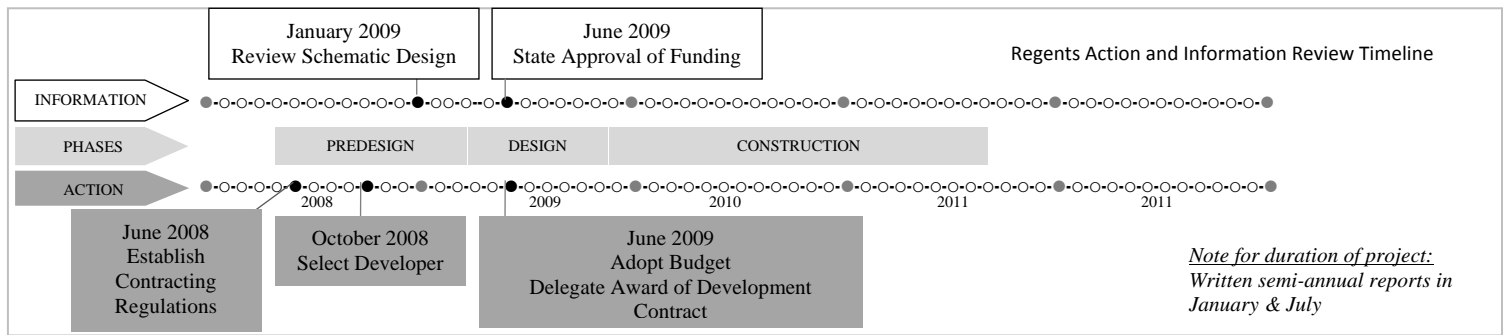 January 2009
Review Schematic Design
June 2009
State Approval of Funding
Regents Action and Information Review Timeline
INFORMATION
PHASES
PREDESIGN
DESIGN
CONSTRUCTION
ACTION
2008
2009
2010
2011
2011
June 2008
Establish
Contracting
Regulations
October 2008
Select Developer
June 2009
Adopt Budget
Delegate Award of Development
Contract
Note for duration of project:
Written semi-annual reports in
January & July